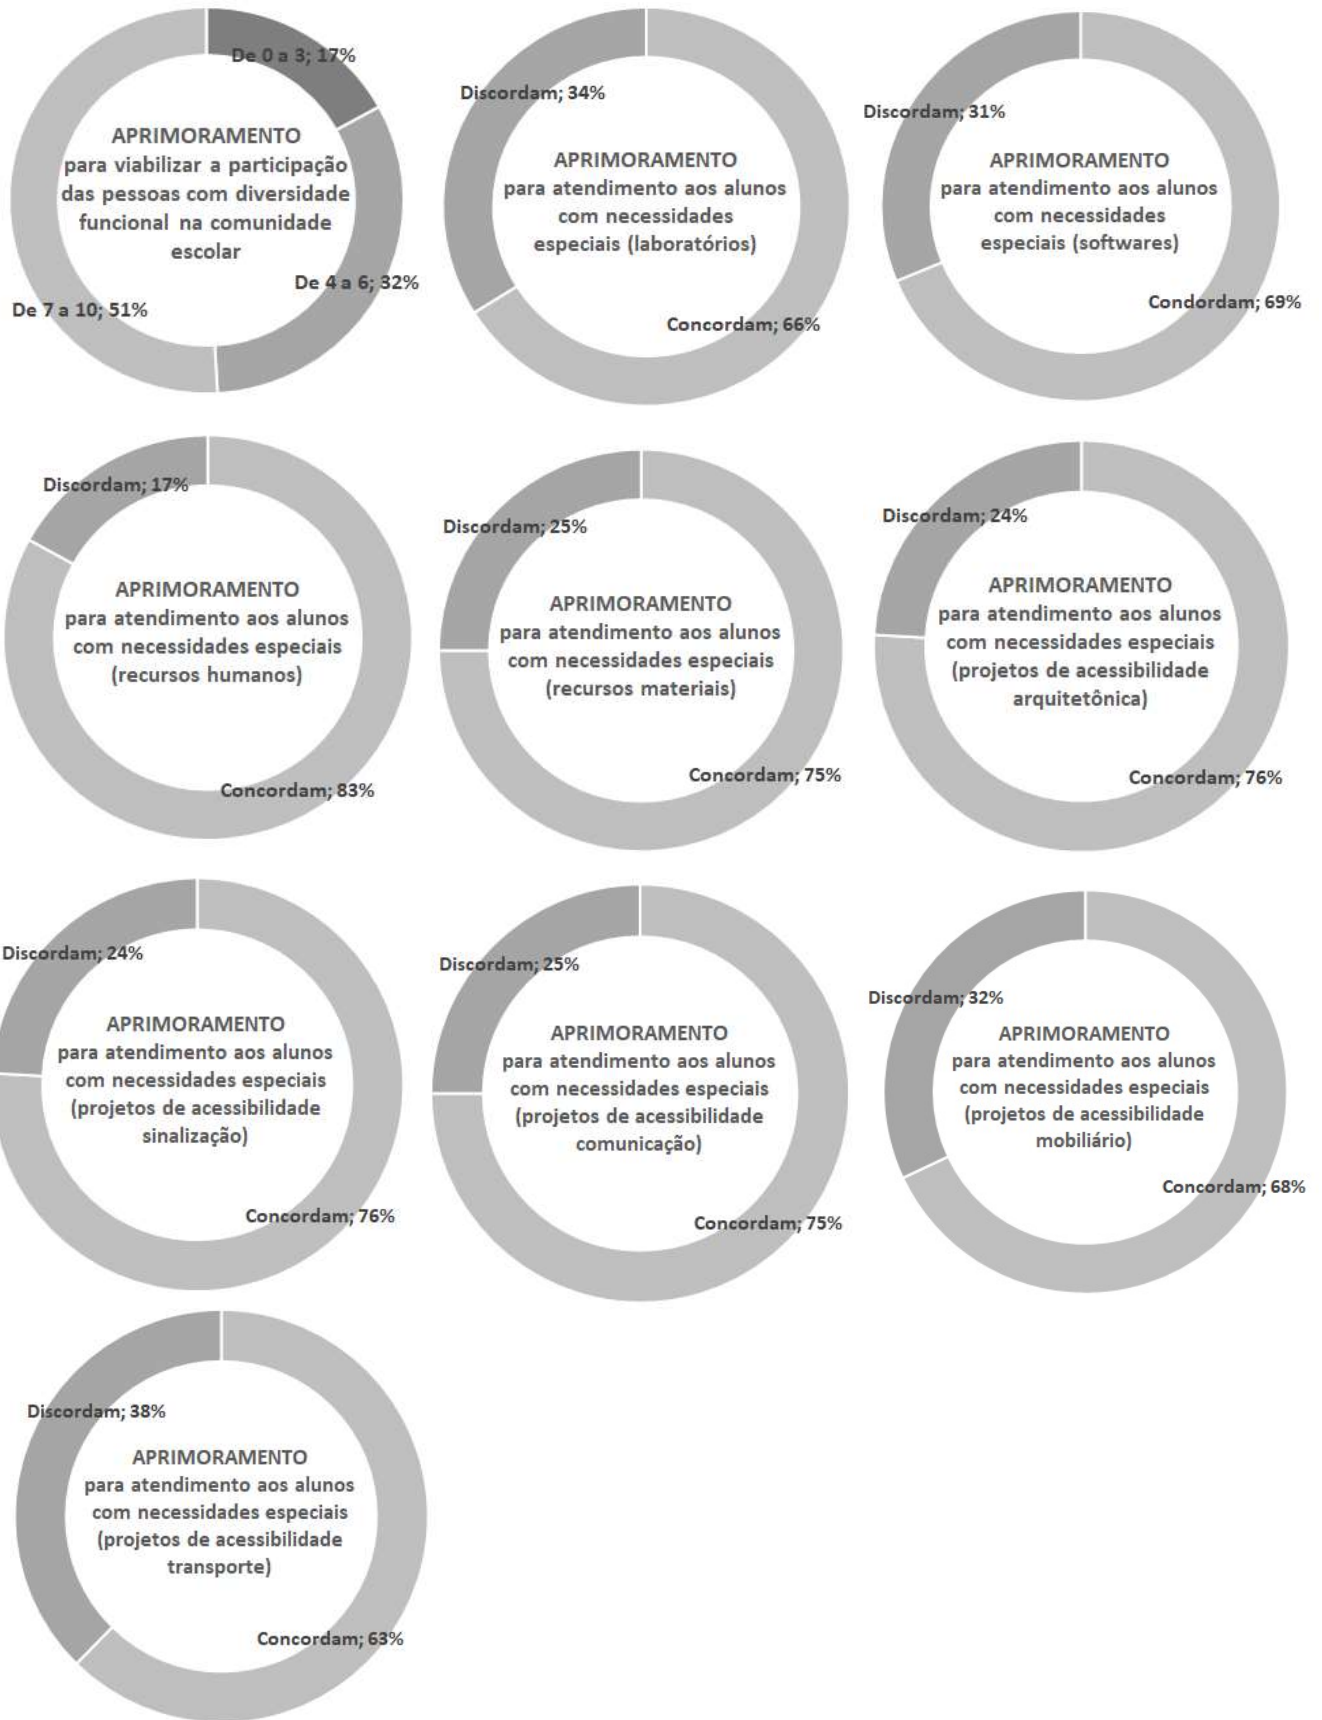 De 0 a 3; 17%
APRIMORAMENTO
para viabilizar a participação
das pessoas com diversidade
funcional na comunidade
escolar
De 4 a 6; 32%
De 7 a 10; 51%
Discordam; 34%
APRIMORAMENTO
para atendimento aos alunos
com necessidades
especiais (laboratórios)
Concordam; 66%
Discordam; 31%
APRIMORAMENTO
para atendimento aos alunos
com necessidades
especiais (softwares)
Condordam; 69%
Discordam; 17%
APRIMORAMENTO
para atendimento aos alunos
com necessidades especiais
(recursos humanos)
Concordam; 83%
Discordam; 25%
APRIMORAMENTO
para atendimento aos alunos
com necessidades especiais
(recursos materiais)
Concordam; 75%
Discordam; 24%
APRIMORAMENTO
para atendimento aos alunos
com necessidades especiais
(projetos de acessibilidade
arquitetônica)
Concordam; 76%
Discordam; 24%
APRIMORAMENTO
para atendimento aos alunos
com necessidades especiais
(projetos de acessibilidade
sinalização)
Concordam; 76%
Discordam; 25%
APRIMORAMENTO
para atendimento aos alunos
com necessidades especiais
(projetos de acessibilidade
comunicação)
Concordam; 75%
Discordam; 32%
APRIMORAMENTO
para atendimento aos alunos
com necessidades especiais
(projetos de acessibilidade
mobiliário)
Concordam; 68%
Discordam; 38%
APRIMORAMENTO
para atendimento aos alunos
com necessidades especiais
(projetos de acessibilidade
transporte)
Concordam; 63%